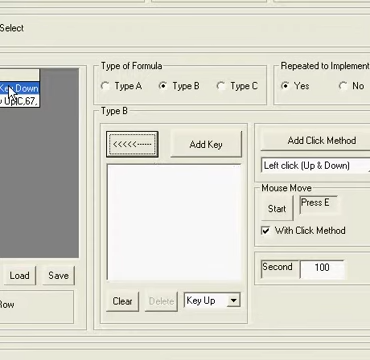 Select
Key Down
UpIC,67,
Load
Save
Row
Type of Formula
Type A
Type B
Type C
Repeated to Implement
Yes
No
Type B
<<<<<------
Add Key
Clear
Delete
Key Up
Add Click Method
Left click (Up & Down)
Mouse Move
Start
Press E
With Click Method
Second
100